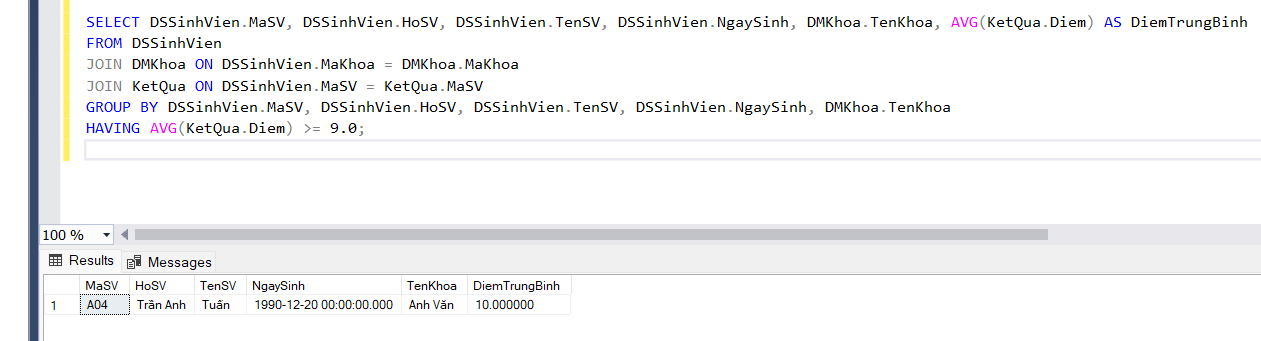 SELECT DSSinhVien.MaSV, DSSinhVien.HoSV, DSSinhVien.TenSV, DSSinhVien.NgaySinh, DMKhoa.TenKhoa, AVG(KetQua.Diem) AS DiemTrungBinh
FROM DSSinhVien
JOIN DMKhoa ON DSSinhVien.MaKhoa = DMKhoa.MaKhoa
JOIN KetQua ON DSSinhVien.MaSV = KetQua.MaSV
GROUP BY DSSinhVien.MaSV, DSSinhVien.HoSV, DSSinhVien.TenSV, DSSinhVien.NgaySinh, DMKhoa.TenKhoa
HAVING AVG(KetQua.Diem) >= 9.0;
100 %
Results Messages
MaSV HoSV TenSV NgaySinh TenKhoa DiemTrungBinh
1 A04 Trần Anh Tuấn 1990-12-20 00:00:00.000 Anh Văn 10.000000